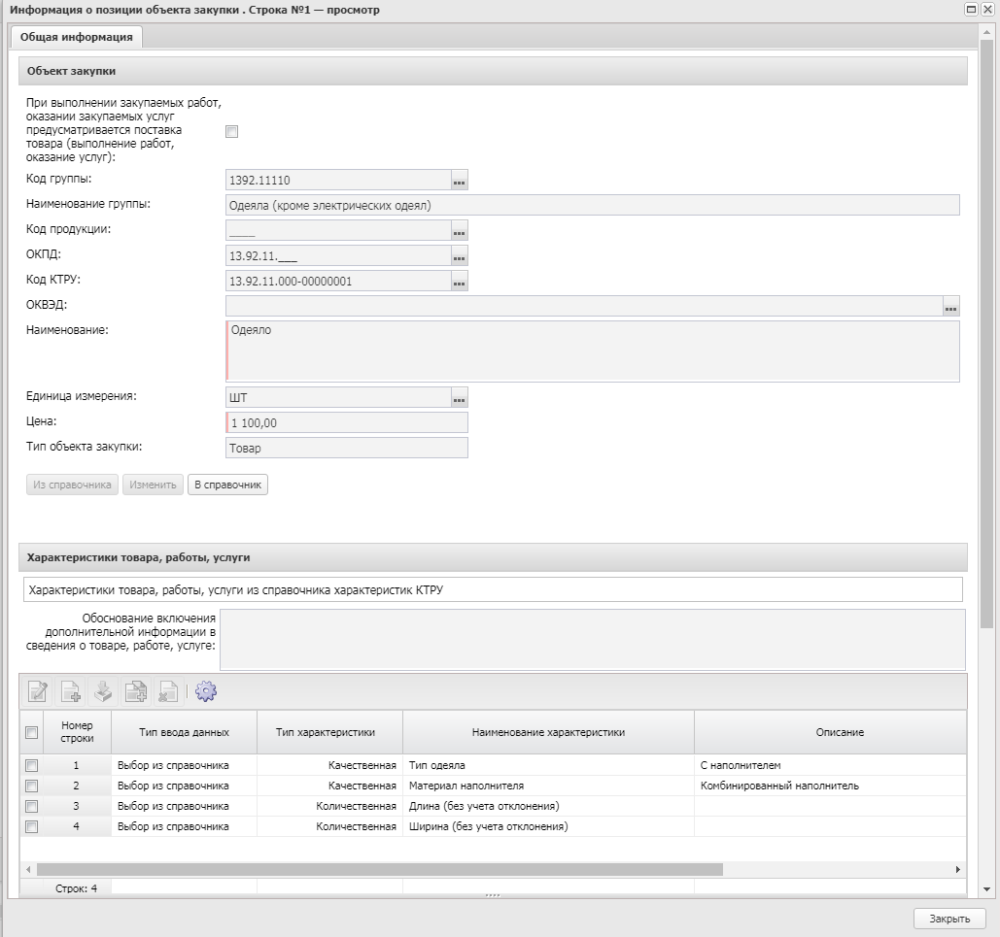 Информация о позиции объекта закупки . Строка №1 — просмотр
Общая информация
Объект закупки
При выполнении закупаемых работ,
оказании закупаемых услуг
предусматривается поставка
товара (выполнение работ,
оказание услуг):
Код группы: 1392.11110 ...
Наименование группы: Одеяла (кроме электрических одеял)
Код продукции: ____ ...
ОКПД: 13.92.11.___ ...
Код КТРУ: 13.92.11.000-00000001 ...
ОКВЭД: ...
Наименование: Одеяло
Единица измерения: ШТ ...
Цена: 1 100,00
Тип объекта закупки: Товар
Из справочника Изменить В справочник
Характеристики товара, работы, услуги
Характеристики товара, работы, услуги из справочника характеристик КТРУ
Обоснование включения
дополнительной информации в
сведения о товаре, работе, услуге:
Номер строки Тип ввода данных Тип характеристики Наименование характеристики Описание
1 Выбор из справочника Качественная Тип одеяла С наполнителем
2 Выбор из справочника Качественная Материал наполнителя Комбинированный наполнитель
3 Выбор из справочника Количественная Длина (без учета отклонения)
4 Выбор из справочника Количественная Ширина (без учета отклонения)
Строк: 4
Закрыть